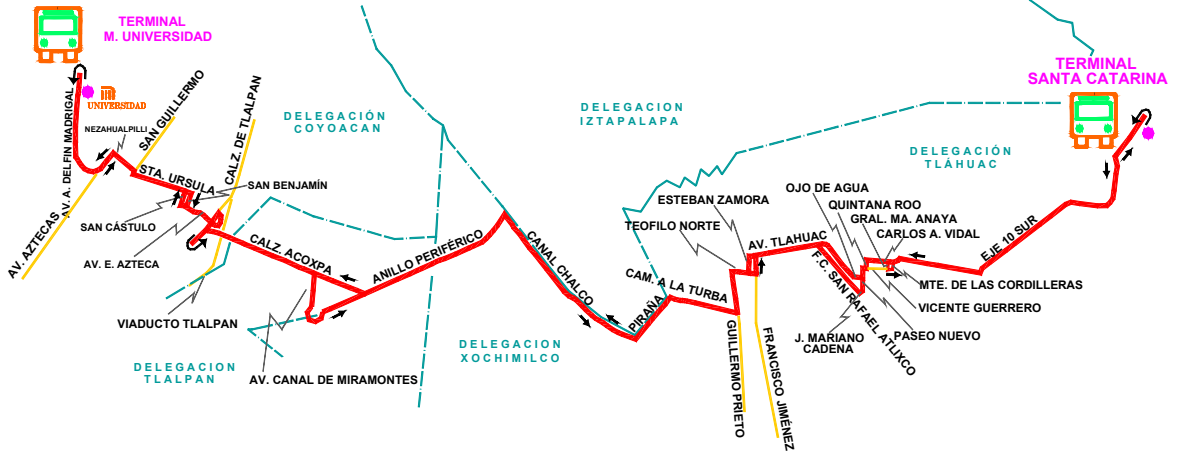 TERMINAL
M. UNIVERSIDAD
UNIVERSIDAD
AV. A. DELFIN MADRIGAL
NEZAHUALPILLI
SAN GUILLERMO
CALZ. DE TLALPAN
DELEGACIÓN
COYOACAN
STA. URSULA
SAN BENJAMÍN
SAN CÁSTULO
AV. AZTECAS
AV. E. AZTECA
CALZ. ACOXPA
VIADUCTO TLALPAN
ANILLO PERIFÉRICO
DELEGACION
TLALPAN
AV. CANAL DE MIRAMONTES
DELEGACION
XOCHIMILCO
CANAL CHALCO
PIRAÑA
CAM. A LA TURBA
DELEGACION
IZTAPALAPA
ESTEBAN ZAMORA
TEOFILO NORTE
GUILLERMO PRIETO
FRANCISCO JIMÉNEZ
AV. TLAHUAC
F.C. SAN RAFAEL ATLIXCO
J. MARIANO
CADENA
DELEGACIÓN
TLÁHUAC
OJO DE AGUA
QUINTANA ROO
GRAL. MA. ANAYA
CARLOS A. VIDAL
MTE. DE LAS CORDILLERAS
VICENTE GUERRERO
PASEO NUEVO
EJE 10 SUR
TERMINAL
SANTA CATARINA